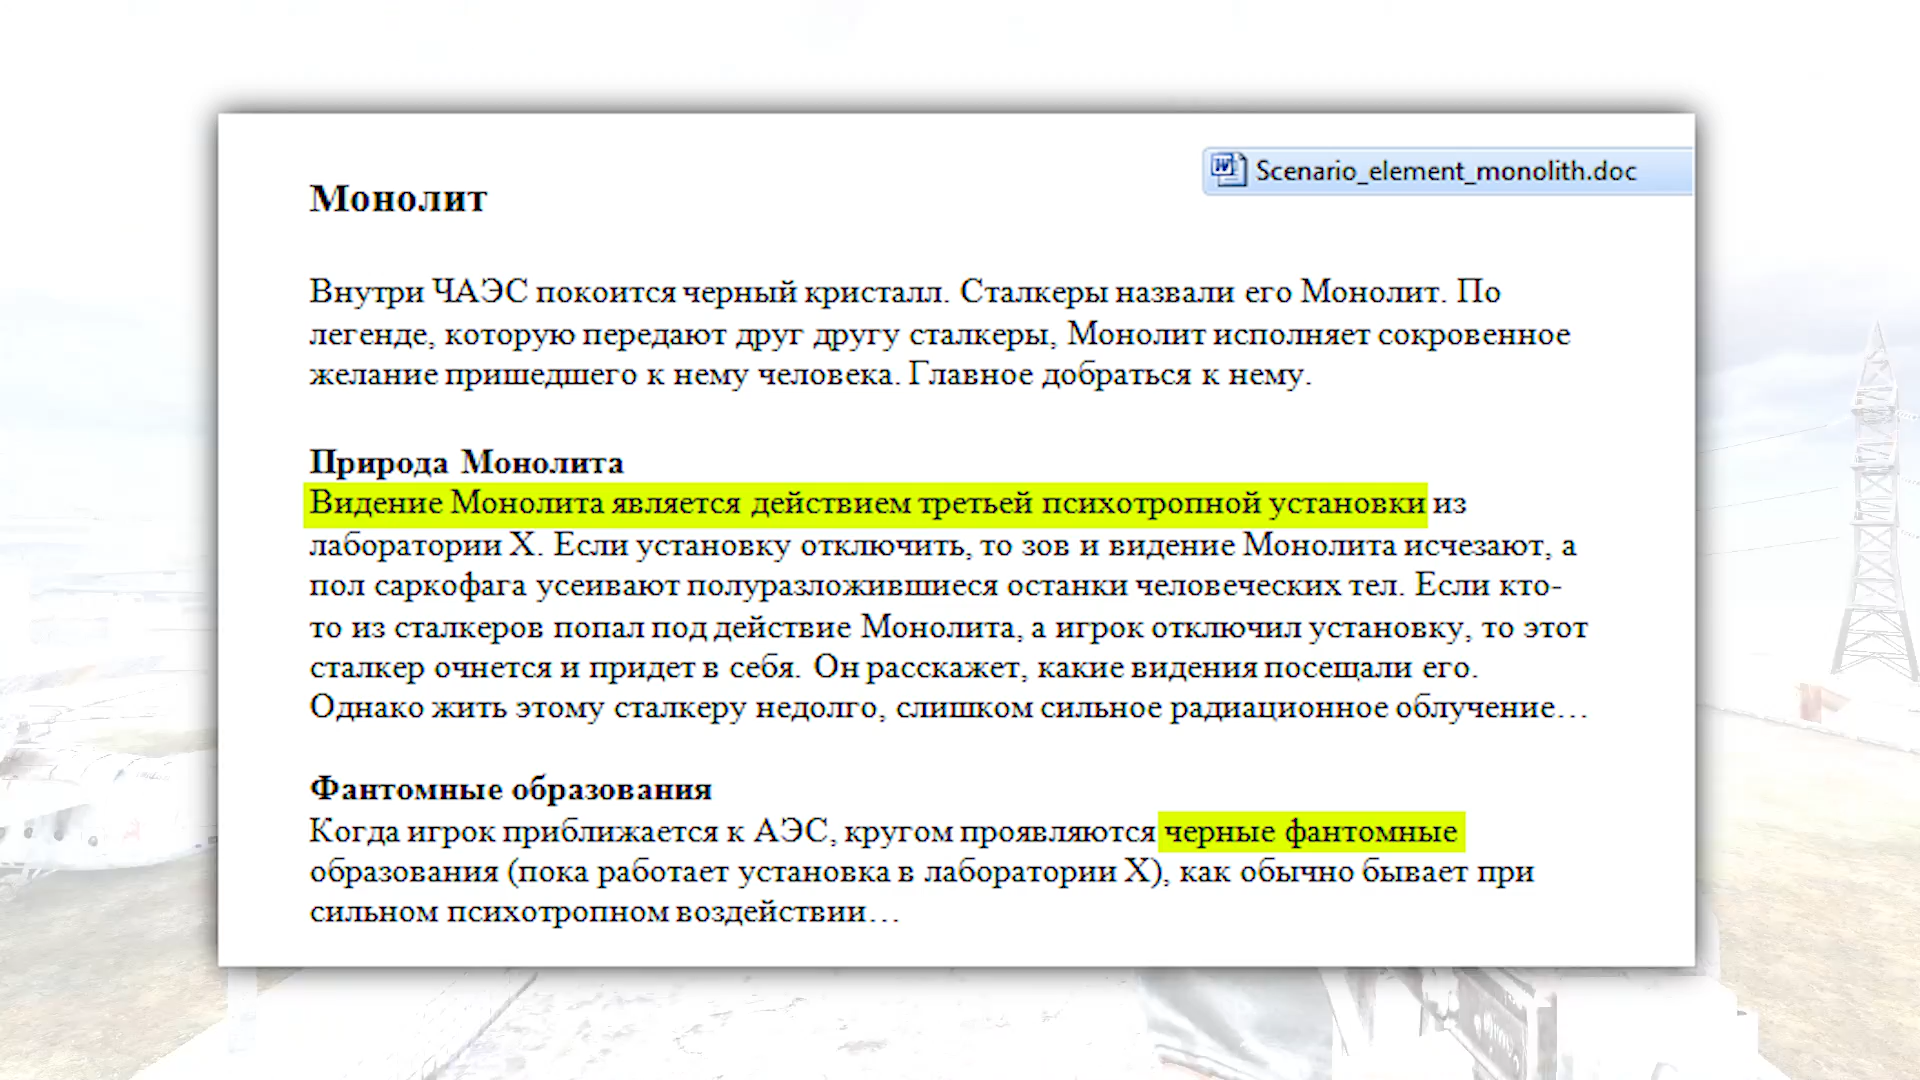 Scenario_element_monolith.doc
Монолит
Внутри ЧАЭС покоится черный кристалл. Сталкеры назвали его Монолит. По
легенде, которую передают друг другу сталкеры, Монолит исполняет сокровенное
желание пришедшего к нему человека. Главное добраться к нему.
Природа Монолита
Видение Монолита является действием третьей психотропной установки из
лаборатории Х. Если установку отключить, то зов и видение Монолита исчезают, а
пол саркофага усеивают полуразложившиеся останки человеческих тел. Если кто-
то из сталкеров попал под действие Монолита, а игрок отключил установку, то этот
сталкер очнется и придет в себя. Он расскажет, какие видения посещали его.
Однако жить этому сталкеру недолго, слишком сильное радиационное облучение…
Фантомные образования
Когда игрок приближается к АЭС, кругом проявляются черные фантомные
образования (пока работает установка в лаборатории Х), как обычно бывает при
сильном психотропном воздействии…